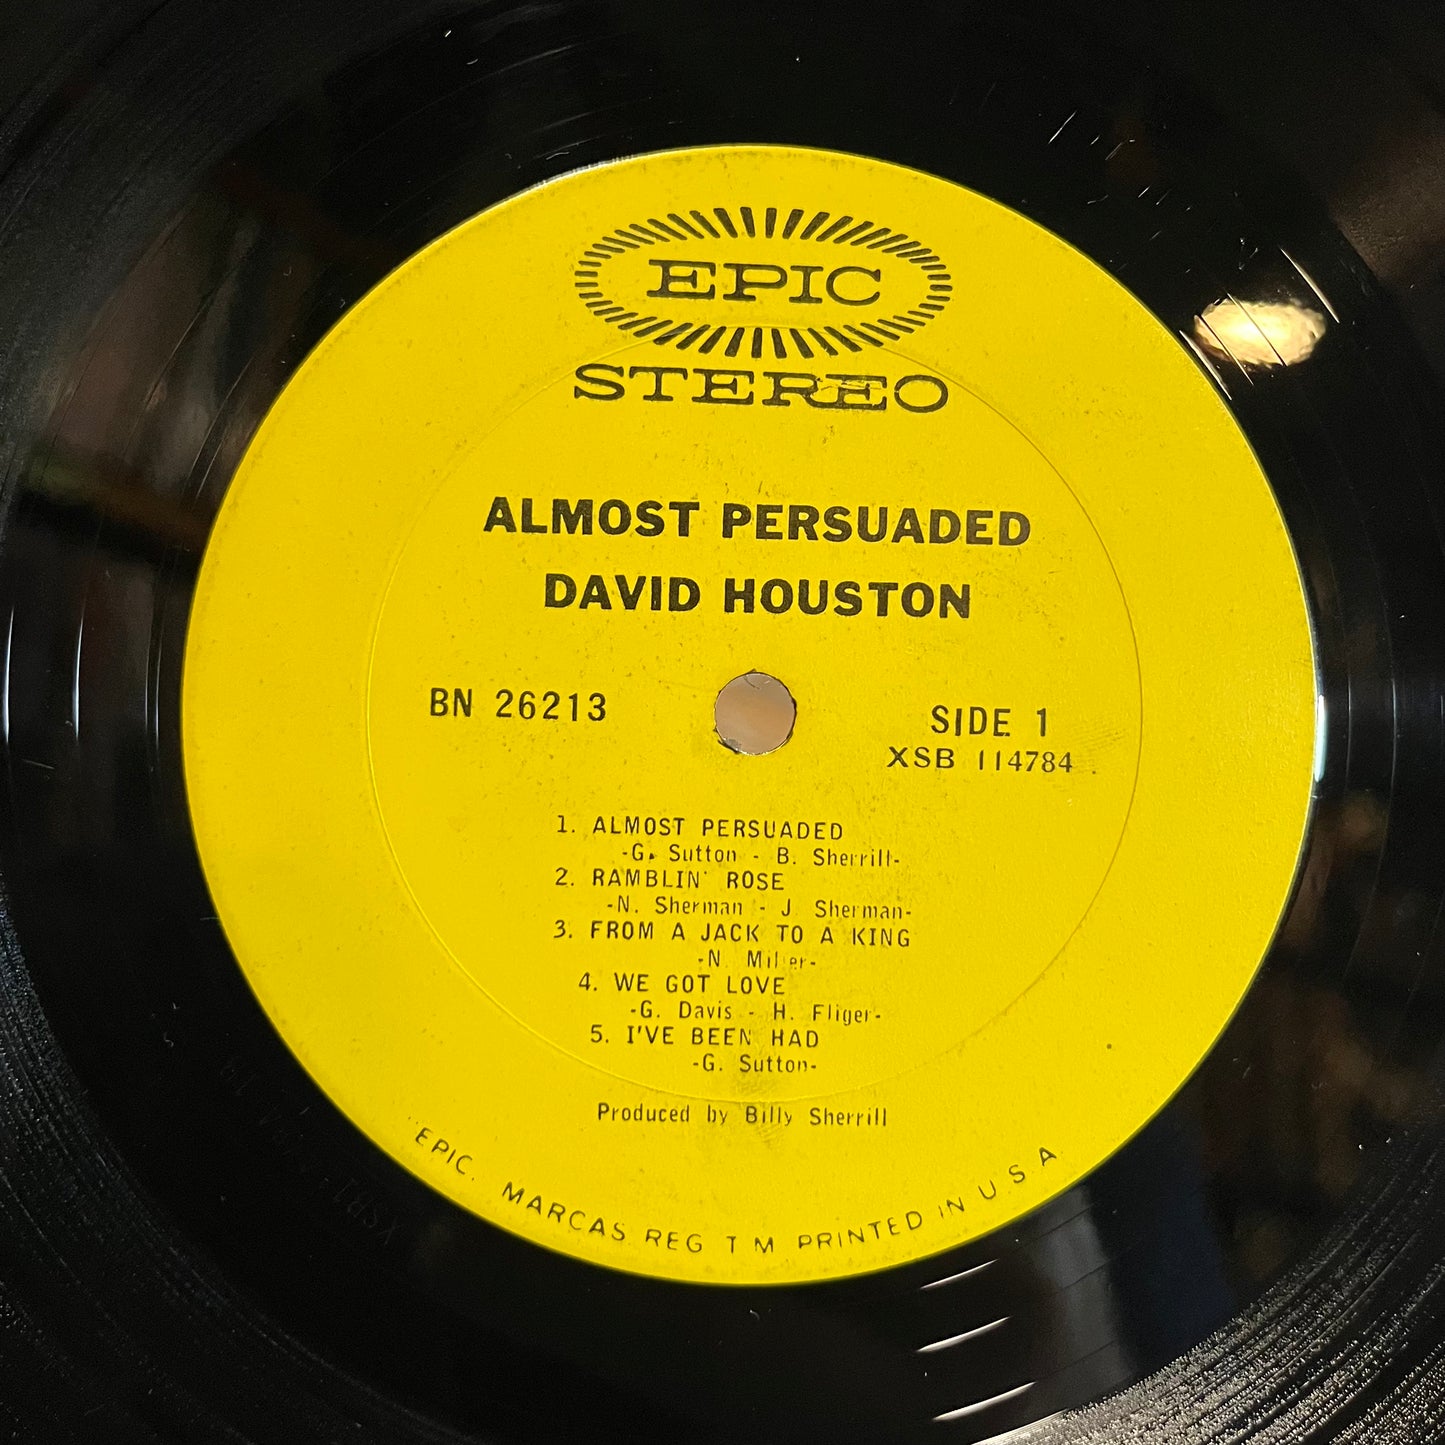 EPIC
STEREO
ALMOST PERSUADED
DAVID HOUSTON
BN 26213
SIDE 1
XSB 114784
1. ALMOST PERSUADED
-G. Sutton - B. Sherrill-
2. RAMBLIN' ROSE
-N. Sherman - J. Sherman-
3. FROM A JACK TO A KING
-N. Miller-
4. WE GOT LOVE
-G. Davis - H. Fliger-
5. I'VE BEEN HAD
-G. Sutton-
Produced by Billy Sherrill
EPIC. MARCAS REG T M PRINTED IN U.S.A